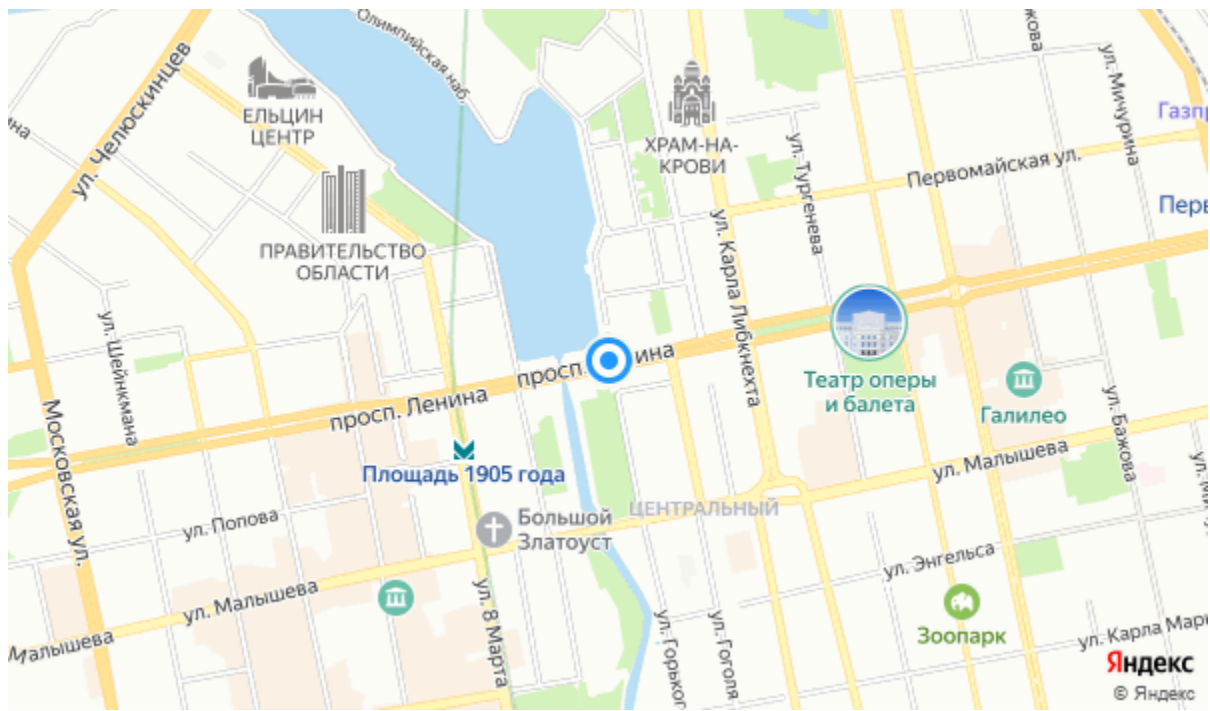 Олимпийская наб.
ул. Челюскинцев
ина
ЕЛЬЦИН
ЦЕНТР
ХРАМ-НА-
КРОВИ
ул. Мичурина
Газпр
Первомайская ул.
ул. Тургенева
Перв
ПРАВИТЕЛЬСТВО
ОБЛАСТИ
ул. Карла Либкнехта
ул. Шейнкмана
просп.
ина
просп. Ленина
Театр оперы
и балета
Галилео
ул. Бажова
Московская ул.
Площадь 1905 года
ул. Малышева
ЦЕНТРАЛЬНЫЙ
ул. Попова
Большой
Златоуст
ул. Энгельса
ул. Малышева
ул. 8 Марта
Зоопарк
ул. Горьког
ул. Гоголя
ул. Карла Марк
Малышева
Яндекс
© Яндекс